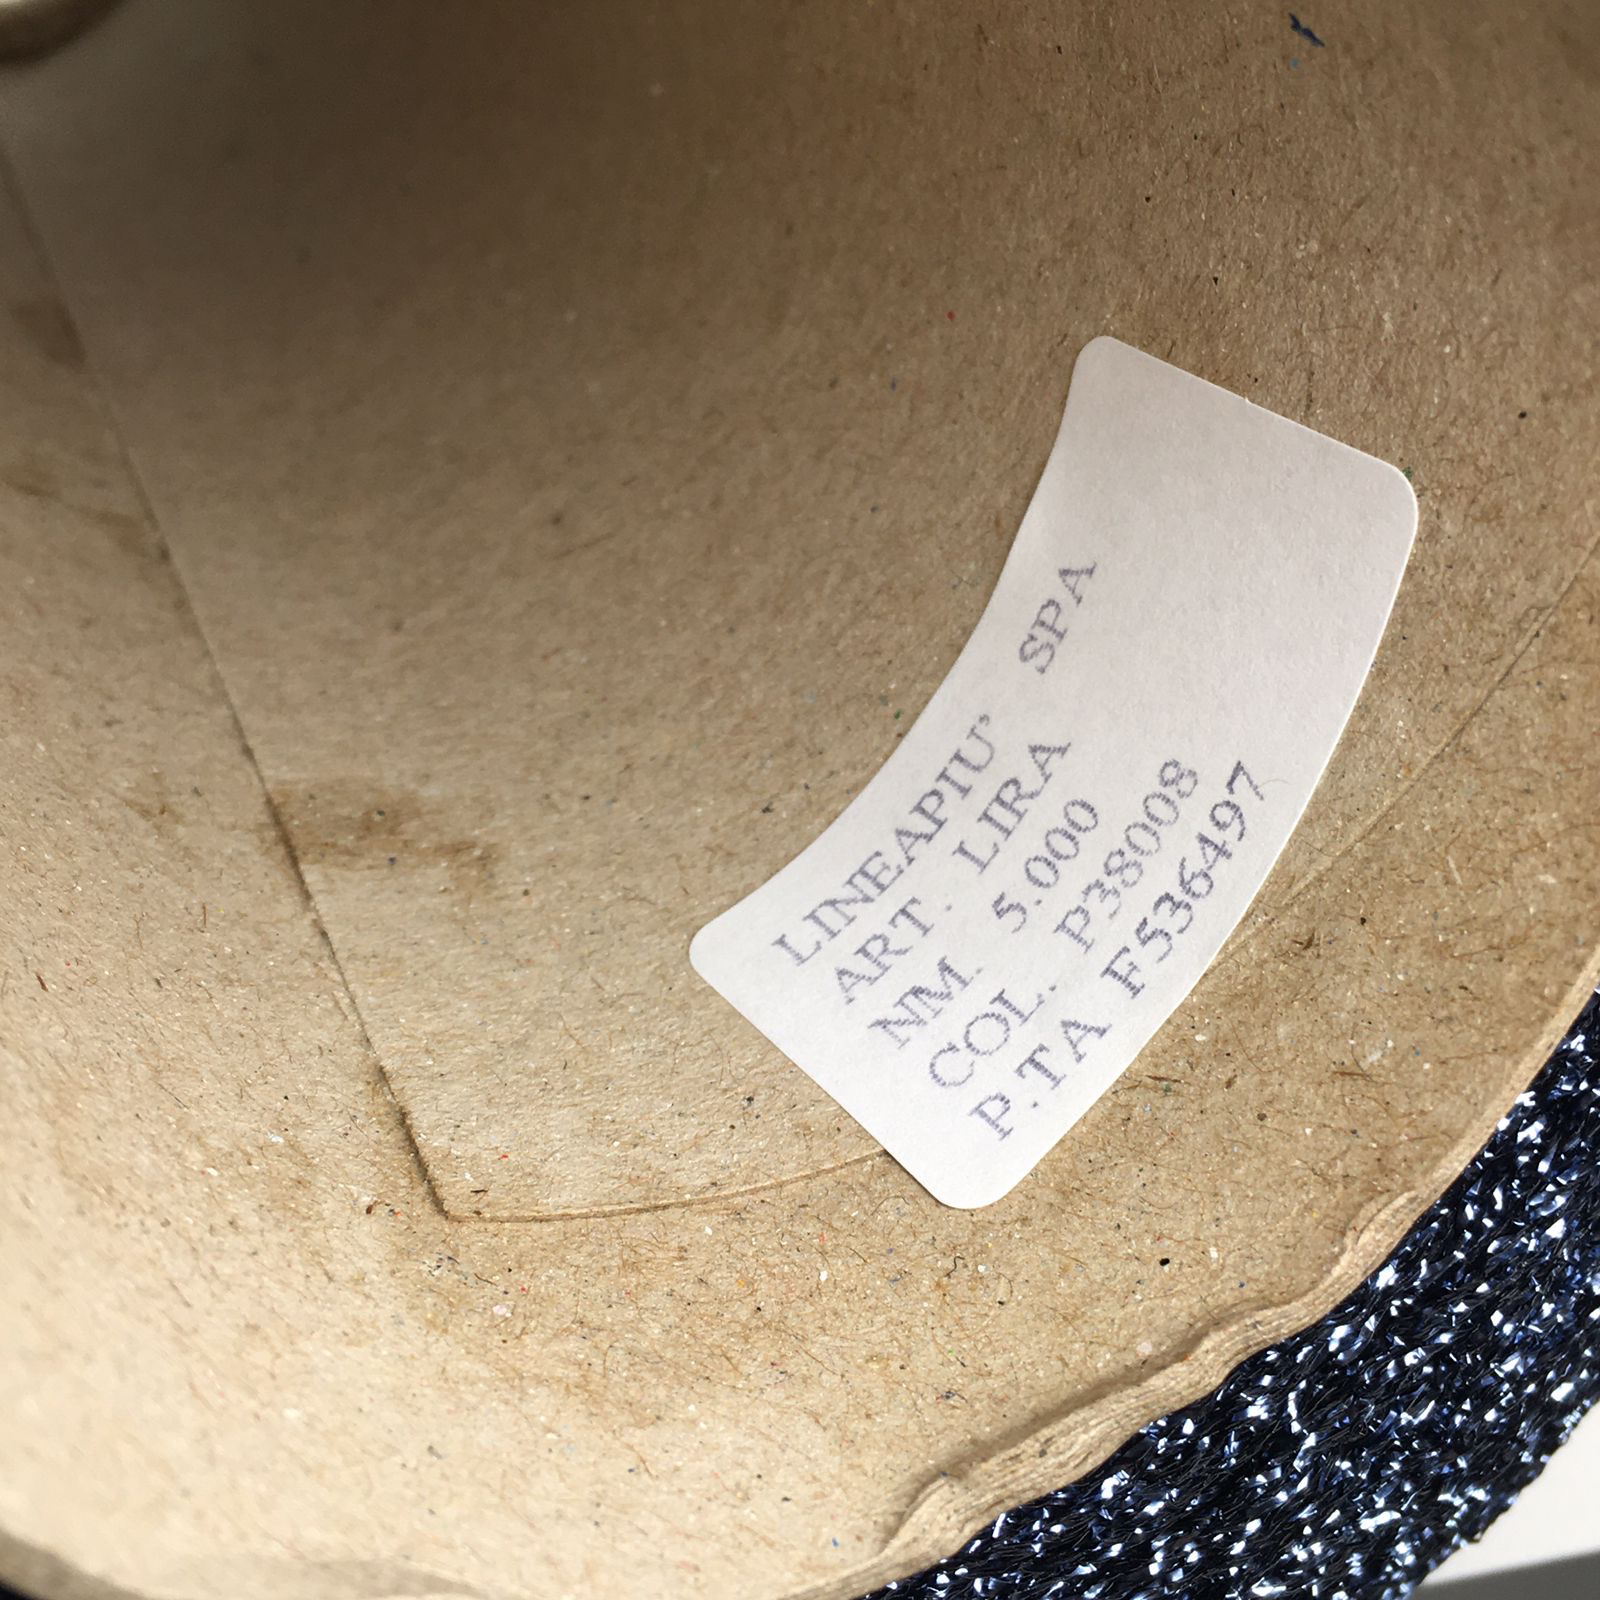 LINEAPIU' SPA
ART. LIRA
NM. 5.000
COL. P38008
P.TA F536497